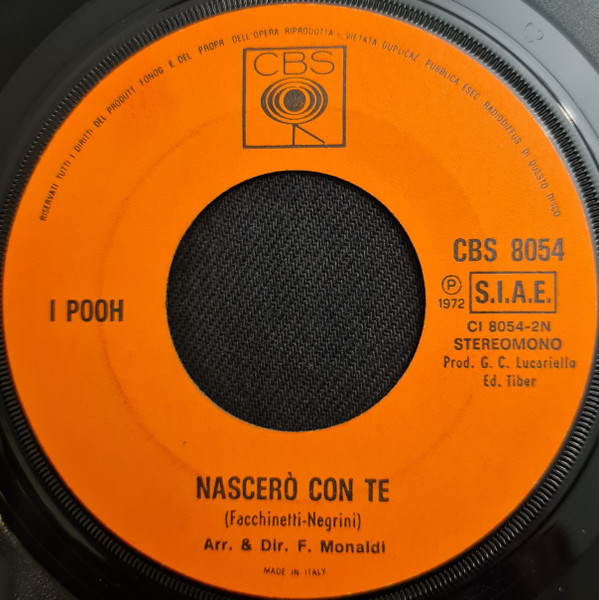 RISERVATI TUTTI I DIRITTI DEL PRODUTT FONOG E DEL PROPR DELL'OPERA RIPRODOTTA - VIETATA DUPLICAZ PUBBLICA ESEC RADIODIFFUS DI QUESTO DISCO
CBS
CBS 8054
I POOH
P 1972 S.I.A.E.
CI 8054-2N
STEREOMONO
Prod. G. C. Lucariello
Ed. Tiber
NASCERÒ CON TE
(Facchinetti-Negrini)
Arr. & Dir. F. Monaldi
MADE IN ITALY